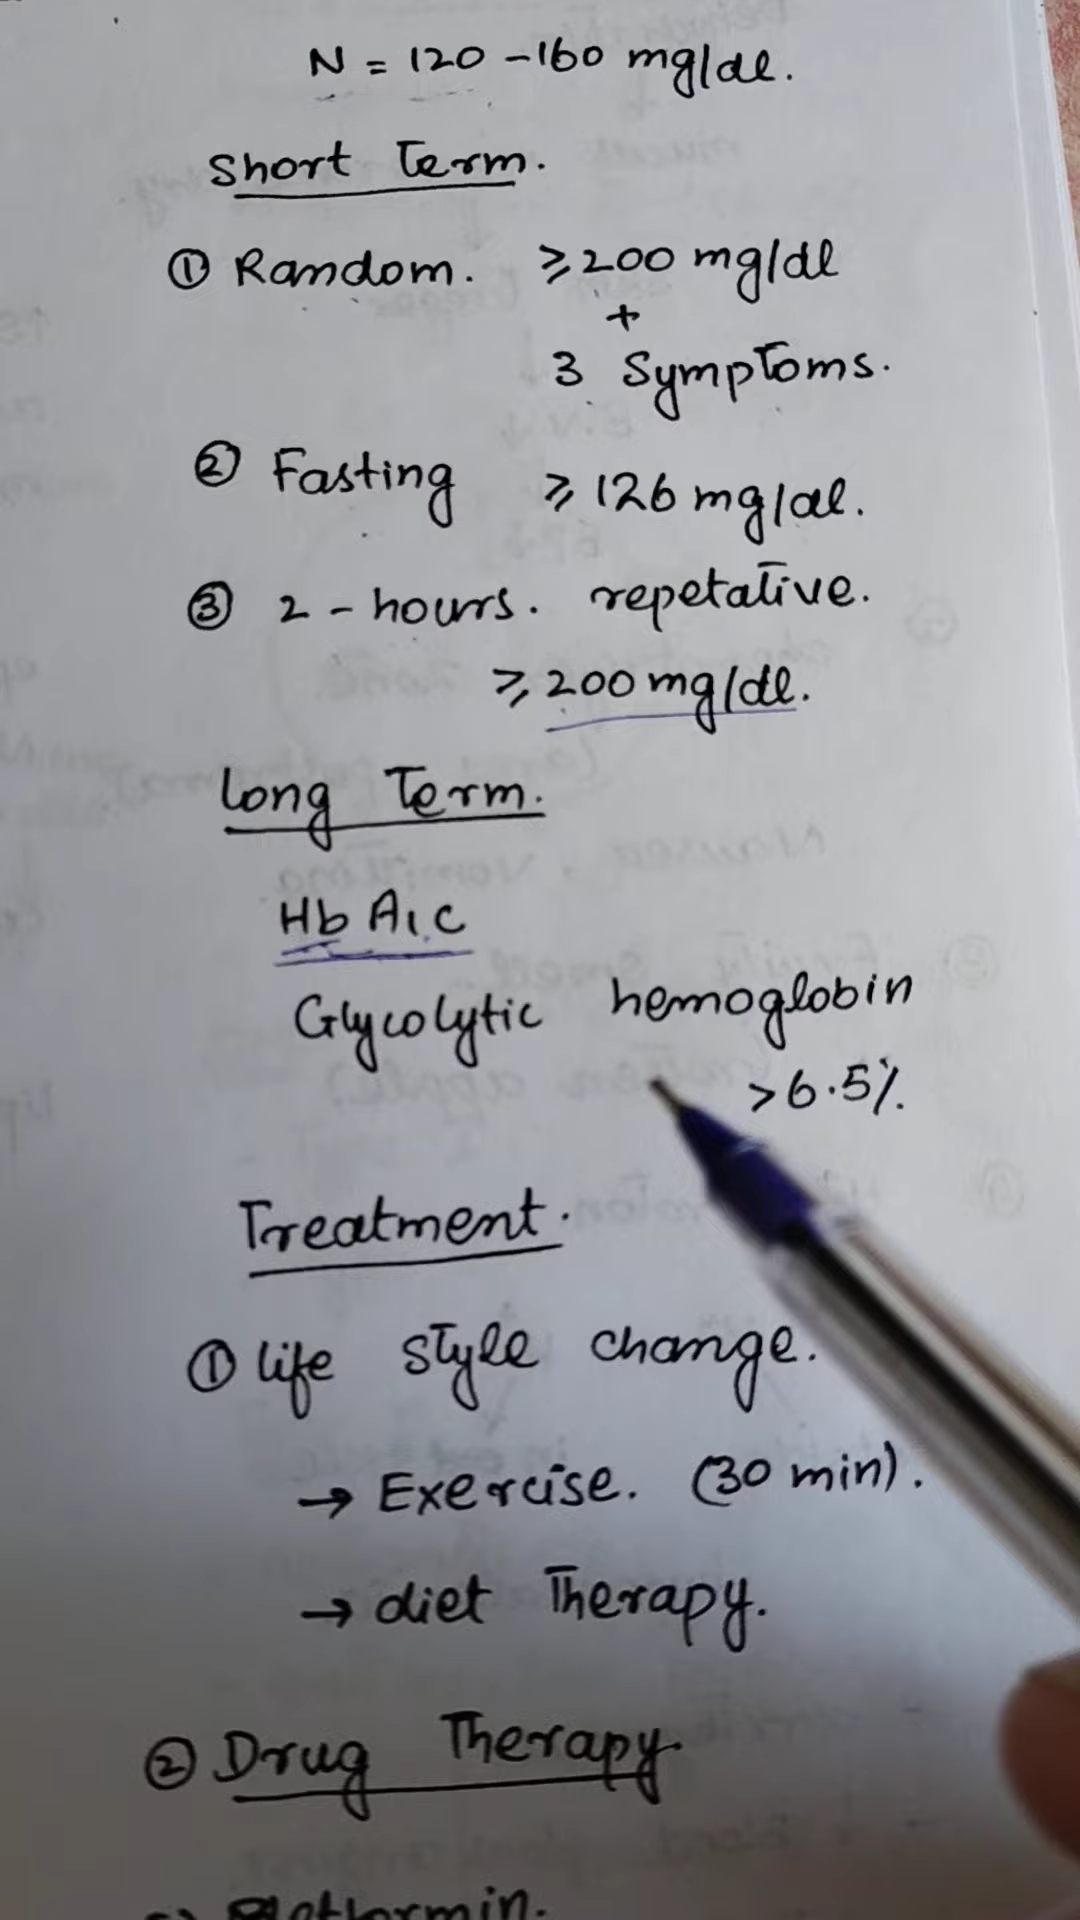 N = 120 - 160 mg/dl.
Short Term.
① Random. ≥200 mg/dl
+
3 Symptoms.
② Fasting ≥126 mg/dl.
③ 2 - hours. repetative.
≥200 mg/dl.
Long Term.
HbA1C
Glycolytic hemoglobin
>6.5%.
Treatment.
① life style change.
→ Exercise. (30 min).
→ diet Therapy.
② Drug Therapy